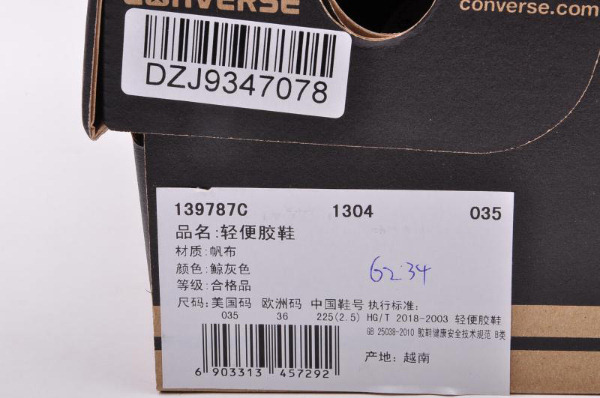 CONVERSE
converse.com
DZJ9347078
139787C 1304 035
品名:轻便胶鞋
材质:帆布
颜色:鲸灰色
等级:合格品
G2.34
尺码:美国码 欧洲码 中国鞋号 执行标准:
035 36 225(2.5) HG/T 2018-2003 轻便胶鞋
GB 25038-2010 胶鞋健康安全技术规范 B类
产地:越南
6 903313 457292